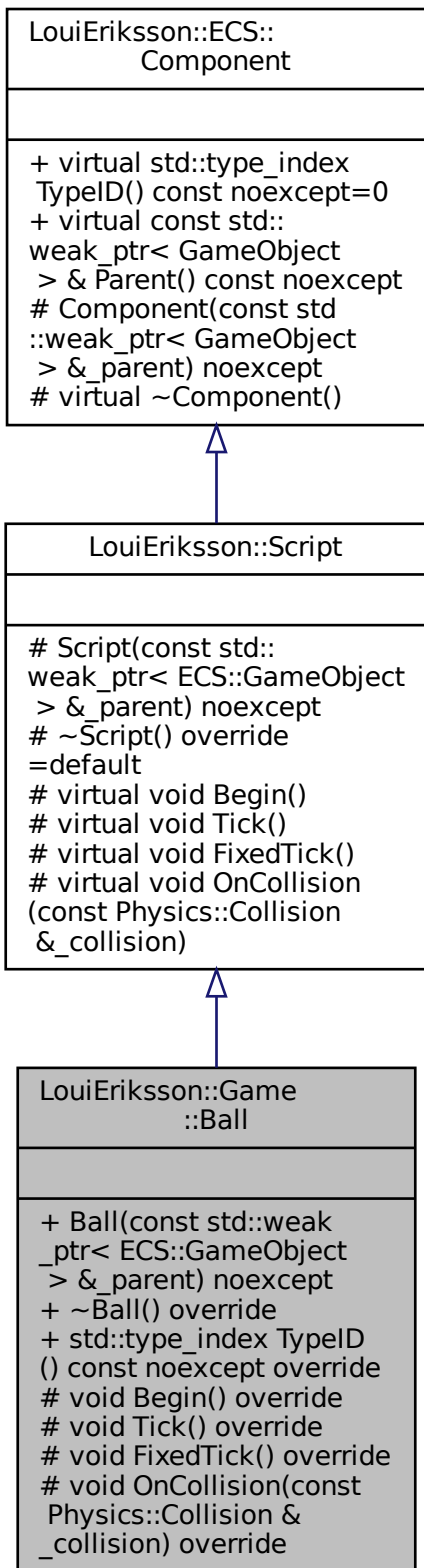 LouiEriksson::ECS::
Component
+ virtual std::type_index
TypeID() const noexcept=0
+ virtual const std::
weak_ptr< GameObject
> & Parent() const noexcept
# Component(const std
::weak_ptr< GameObject
> &_parent) noexcept
# virtual ~Component()
LouiEriksson::Script
# Script(const std::
weak_ptr< ECS::GameObject
> &_parent) noexcept
# ~Script() override
=default
# virtual void Begin()
# virtual void Tick()
# virtual void FixedTick()
# virtual void OnCollision
(const Physics::Collision
&_collision)
LouiEriksson::Game
::Ball
+ Ball(const std::weak
_ptr< ECS::GameObject
> &_parent) noexcept
+ ~Ball() override
+ std::type_index TypeID
() const noexcept override
# void Begin() override
# void Tick() override
# void FixedTick() override
# void OnCollision(const
Physics::Collision &
_collision) override